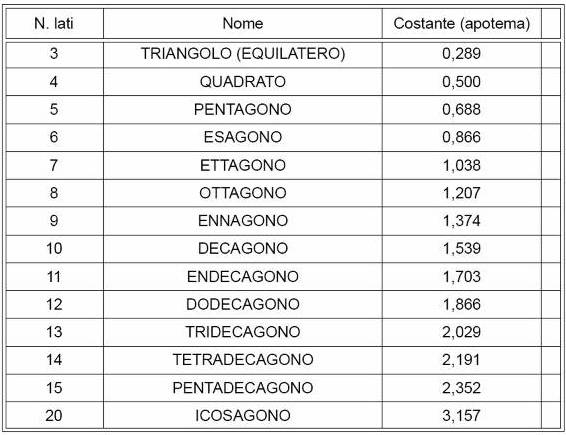 N. lati Nome Costante (apotema)
3 TRIANGOLO (EQUILATERO) 0,289
4 QUADRATO 0,500
5 PENTAGONO 0,688
6 ESAGONO 0,866
7 ETTAGONO 1,038
8 OTTAGONO 1,207
9 ENNAGONO 1,374
10 DECAGONO 1,539
11 ENDECAGONO 1,703
12 DODECAGONO 1,866
13 TRIDECAGONO 2,029
14 TETRADECAGONO 2,191
15 PENTADECAGONO 2,352
20 ICOSAGONO 3,157